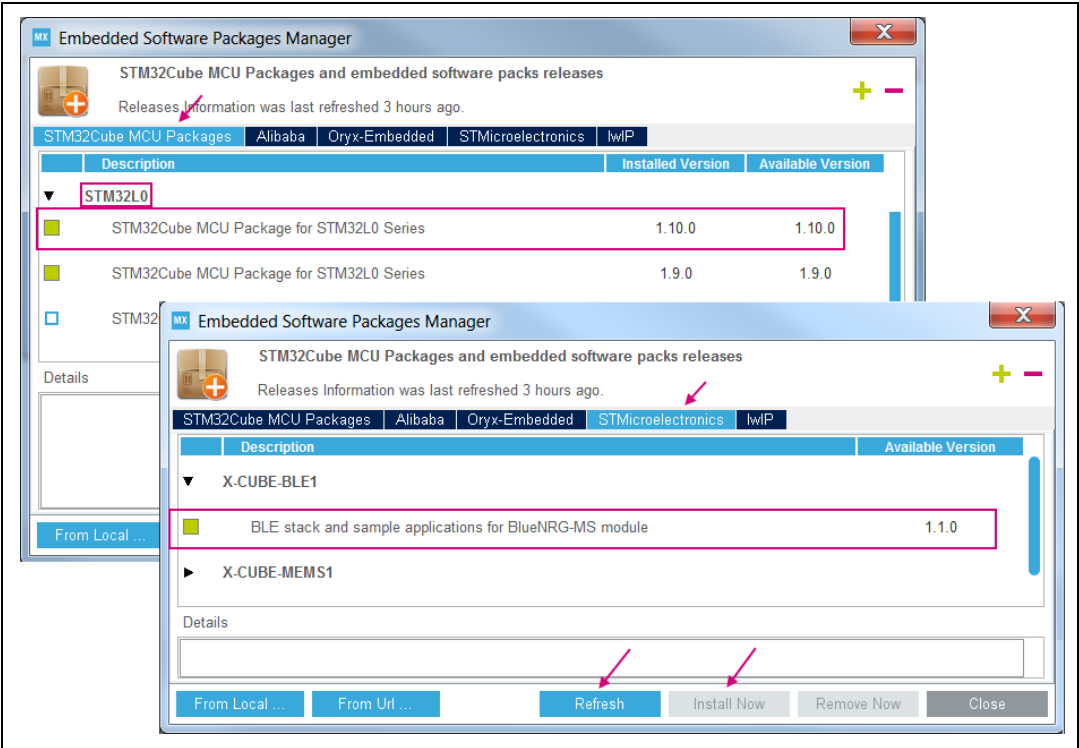 MX Embedded Software Packages Manager
X
STM32Cube MCU Packages and embedded software packs releases
Releases Information was last refreshed 3 hours ago.
STM32Cube MCU Packages Alibaba Oryx-Embedded STMicroelectronics lwIP
Description Installed Version Available Version
STM32L0
STM32Cube MCU Package for STM32L0 Series 1.10.0 1.10.0
STM32Cube MCU Package for STM32L0 Series 1.9.0 1.9.0
STM32
Details
From Local ...
MX Embedded Software Packages Manager
X
STM32Cube MCU Packages and embedded software packs releases
Releases Information was last refreshed 3 hours ago.
STM32Cube MCU Packages Alibaba Oryx-Embedded STMicroelectronics lwIP
Description Available Version
X-CUBE-BLE1
BLE stack and sample applications for BlueNRG-MS module 1.1.0
X-CUBE-MEMS1
Details
From Local ... From Url ... Refresh Install Now Remove Now Close